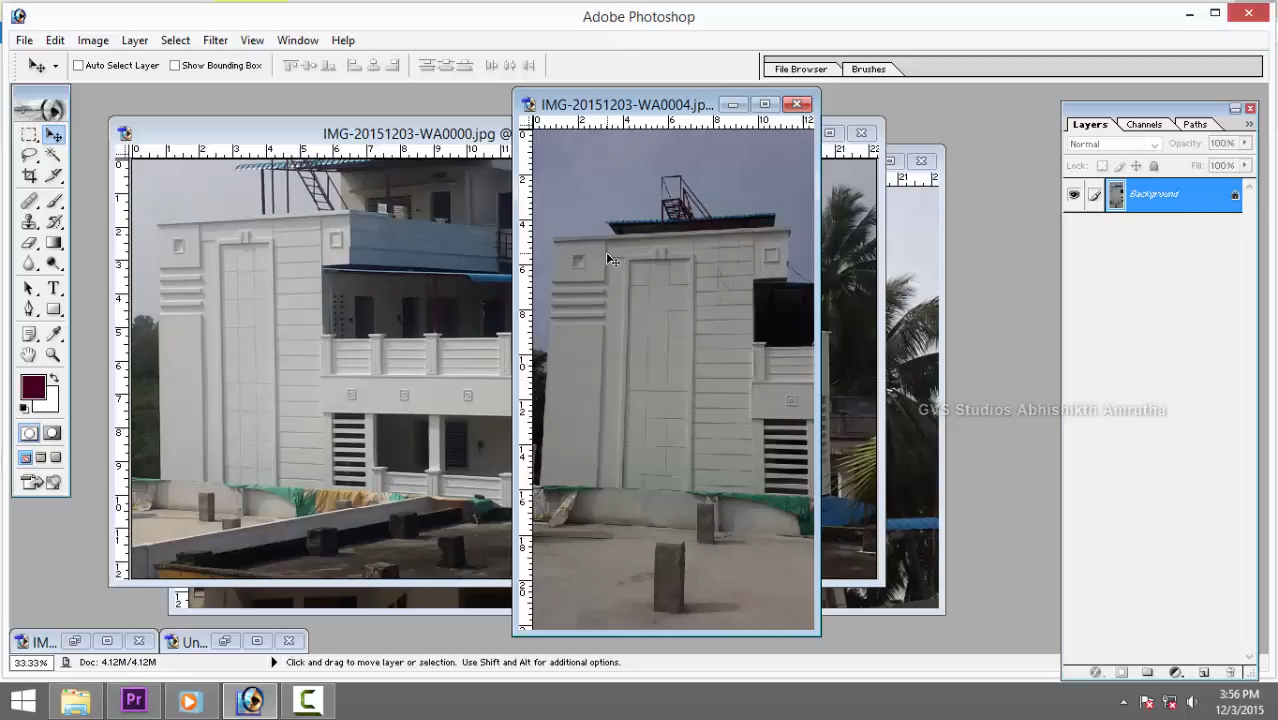 Adobe Photoshop
File Edit Image Layer Select Filter View Window Help
Auto Select Layer Show Bounding Box
File Browser Brushes
IMG-20151203-WA0004.jp...
IMG-20151203-WA0000.jpg @
Layers Channels Paths
Normal Opacity: 100%
Lock: Fill: 100%
Background
GVS Studios Abhishikth Amrutha
IM...
Un...
33.33% Doc: 4.12M/4.12M Click and drag to move layer or selection. Use Shift and Alt for additional options.
Pr
3:56 PM
12/3/2015